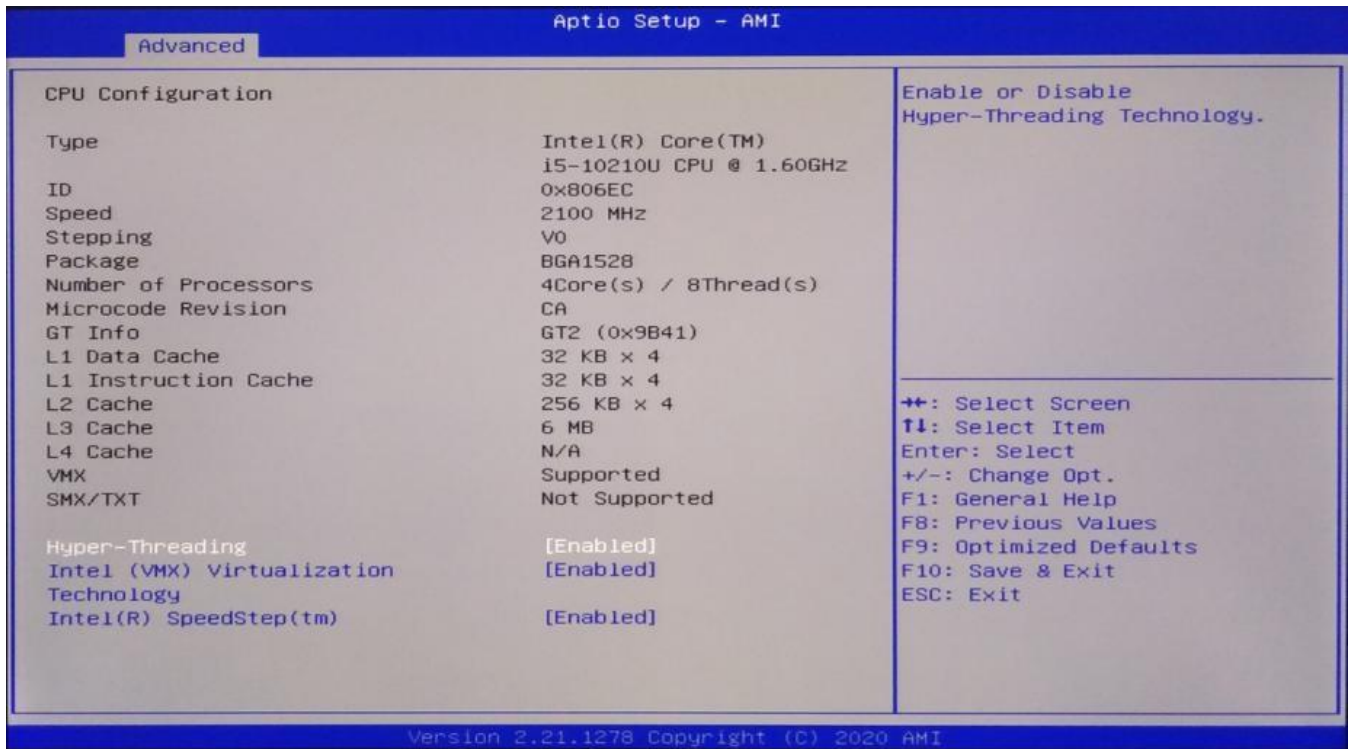 Aptio Setup - AMI
Advanced
CPU Configuration
Type Intel(R) Core(TM)
i5-10210U CPU @ 1.60GHz
ID 0x806EC
Speed 2100 MHz
Stepping V0
Package BGA1528
Number of Processors 4Core(s) / 8Thread(s)
Microcode Revision CA
GT Info GT2 (0x9B41)
L1 Data Cache 32 KB x 4
L1 Instruction Cache 32 KB x 4
L2 Cache 256 KB x 4
L3 Cache 6 MB
L4 Cache N/A
VMX Supported
SMX/TXT Not Supported
Hyper-Threading [Enabled]
Intel (VMX) Virtualization [Enabled]
Technology
Intel(R) SpeedStep(tm) [Enabled]
Enable or Disable
Hyper-Threading Technology.
→←: Select Screen
↑↓: Select Item
Enter: Select
+/-: Change Opt.
F1: General Help
F8: Previous Values
F9: Optimized Defaults
F10: Save & Exit
ESC: Exit
Version 2.21.1278 Copyright (C) 2020 AMI